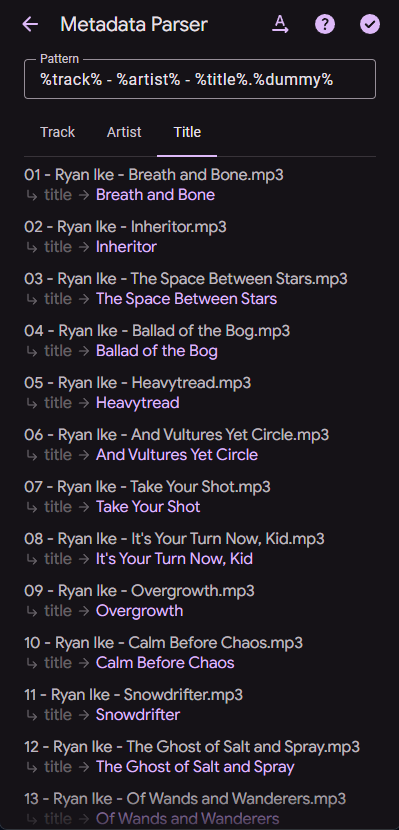 Metadata Parser
A
?
Pattern
%track% - %artist% - %title%.%dummy%
Track Artist Title
01 - Ryan Ike - Breath and Bone.mp3
↳ title → Breath and Bone
02 - Ryan Ike - Inheritor.mp3
↳ title → Inheritor
03 - Ryan Ike - The Space Between Stars.mp3
↳ title → The Space Between Stars
04 - Ryan Ike - Ballad of the Bog.mp3
↳ title → Ballad of the Bog
05 - Ryan Ike - Heavytread.mp3
↳ title → Heavytread
06 - Ryan Ike - And Vultures Yet Circle.mp3
↳ title → And Vultures Yet Circle
07 - Ryan Ike - Take Your Shot.mp3
↳ title → Take Your Shot
08 - Ryan Ike - It's Your Turn Now, Kid.mp3
↳ title → It's Your Turn Now, Kid
09 - Ryan Ike - Overgrowth.mp3
↳ title → Overgrowth
10 - Ryan Ike - Calm Before Chaos.mp3
↳ title → Calm Before Chaos
11 - Ryan Ike - Snowdrifter.mp3
↳ title → Snowdrifter
12 - Ryan Ike - The Ghost of Salt and Spray.mp3
↳ title → The Ghost of Salt and Spray
13 - Ryan Ike - Of Wands and Wanderers.mp3
↳ title → Of Wands and Wanderers